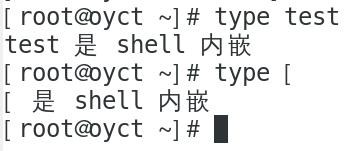 [root@oyct ~]# type test
test 是 shell 内嵌
[root@oyct ~]# type [
[ 是 shell 内嵌
[root@oyct ~]#